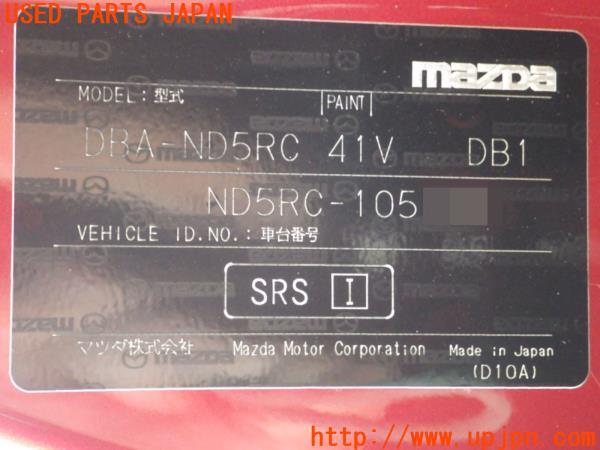 USED PARTS JAPAN
mazda
MODEL：型式 PAINT
DBA-ND5RC 41V DB1
ND5RC-105
VEHICLE ID.NO.：車台番号
SRS I
マツダ株式会社 Mazda Motor Corporation Made in Japan
(D10A)
http://www.upjpn.com